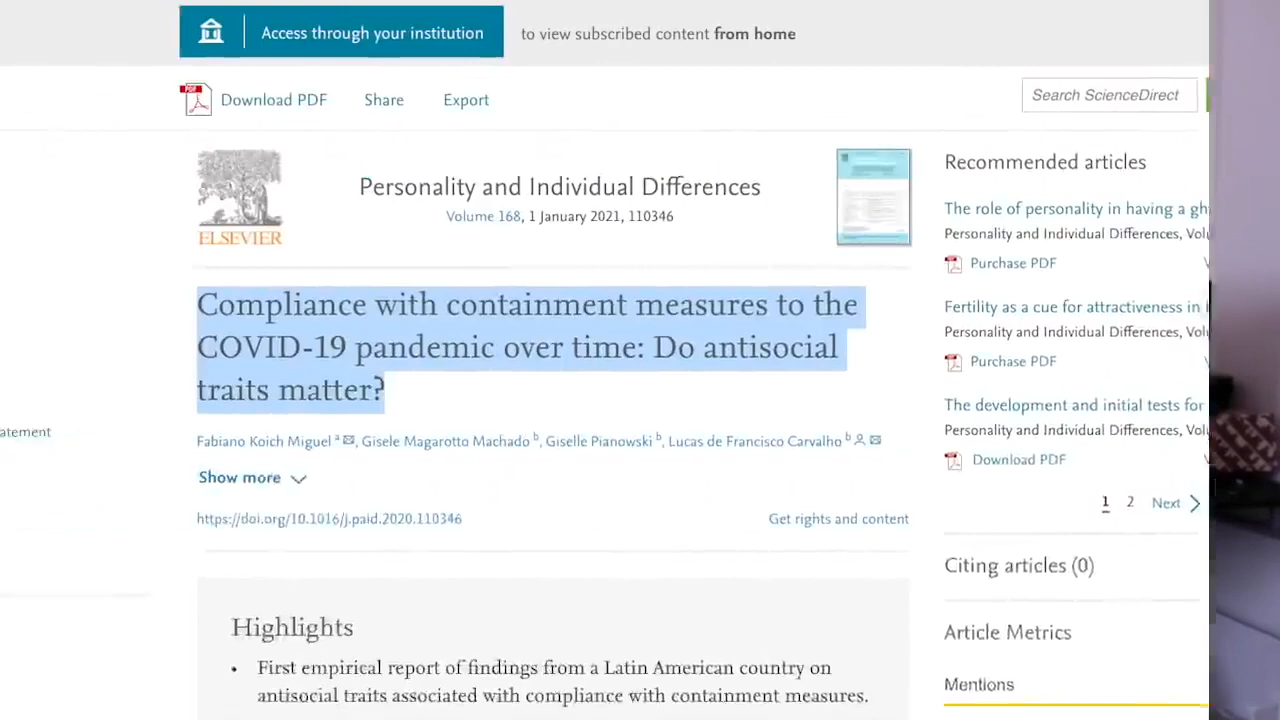 Access through your institution
to view subscribed content from home
Download PDF
Share
Export
Search ScienceDirect
ELSEVIER
Personality and Individual Differences
Volume 168, 1 January 2021, 110346
Compliance with containment measures to the
COVID-19 pandemic over time: Do antisocial
traits matter?
Fabiano Koich Miguel a, Gisele Magarotto Machado b, Giselle Pianowski b, Lucas de Francisco Carvalho b
Show more
https://doi.org/10.1016/j.paid.2020.110346
Get rights and content
Highlights
• First empirical report of findings from a Latin American country on
antisocial traits associated with compliance with containment measures.
atement
Recommended articles
The role of personality in having a gh
Personality and Individual Differences, Volu
Purchase PDF
Fertility as a cue for attractiveness in
Personality and Individual Differences, Volu
Purchase PDF
The development and initial tests for
Personality and Individual Differences, Volu
Download PDF
1 2 Next
Citing articles (0)
Article Metrics
Mentions